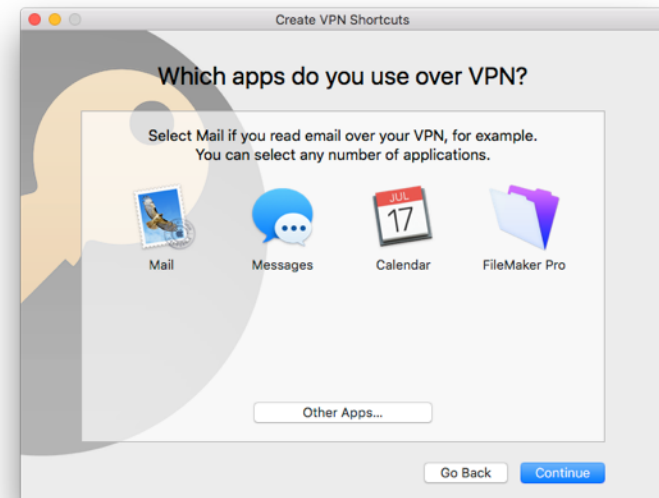 Create VPN Shortcuts
Which apps do you use over VPN?
Select Mail if you read email over your VPN, for example.
You can select any number of applications.
JUL
17
Mail
Messages
Calendar
FileMaker Pro
Other Apps...
Go Back
Continue